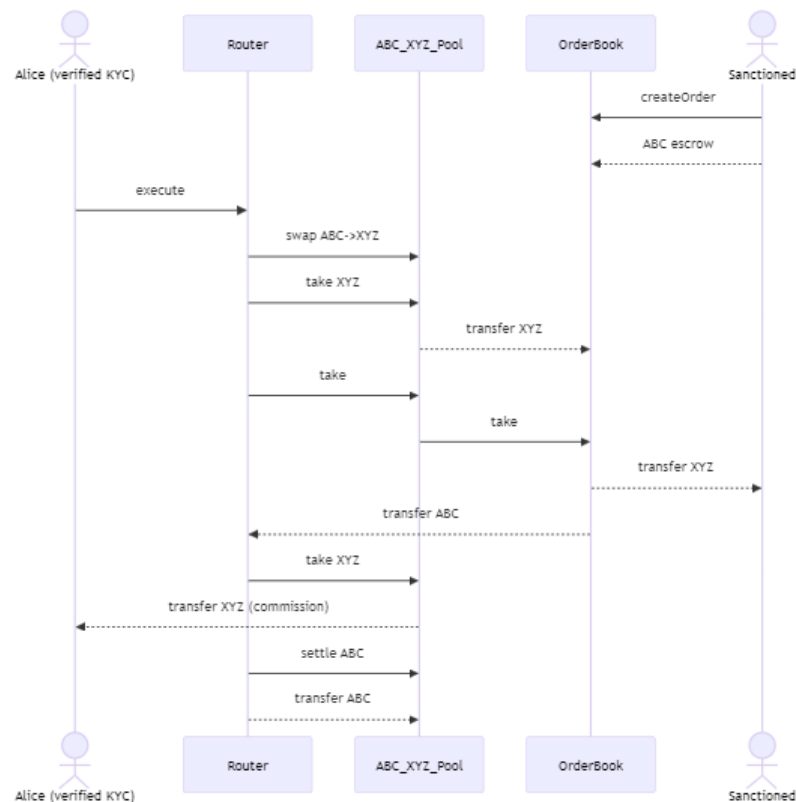 Alice (verified KYC)
Router
ABC_XYZ_Pool
OrderBook
Sanctioned
createOrder
ABC escrow
execute
swap ABC->XYZ
take XYZ
transfer XYZ
take
take
transfer XYZ
transfer ABC
take XYZ
transfer XYZ (commission)
settle ABC
transfer ABC
Router
ABC_XYZ_Pool
OrderBook
Alice (verified KYC)
Sanctioned